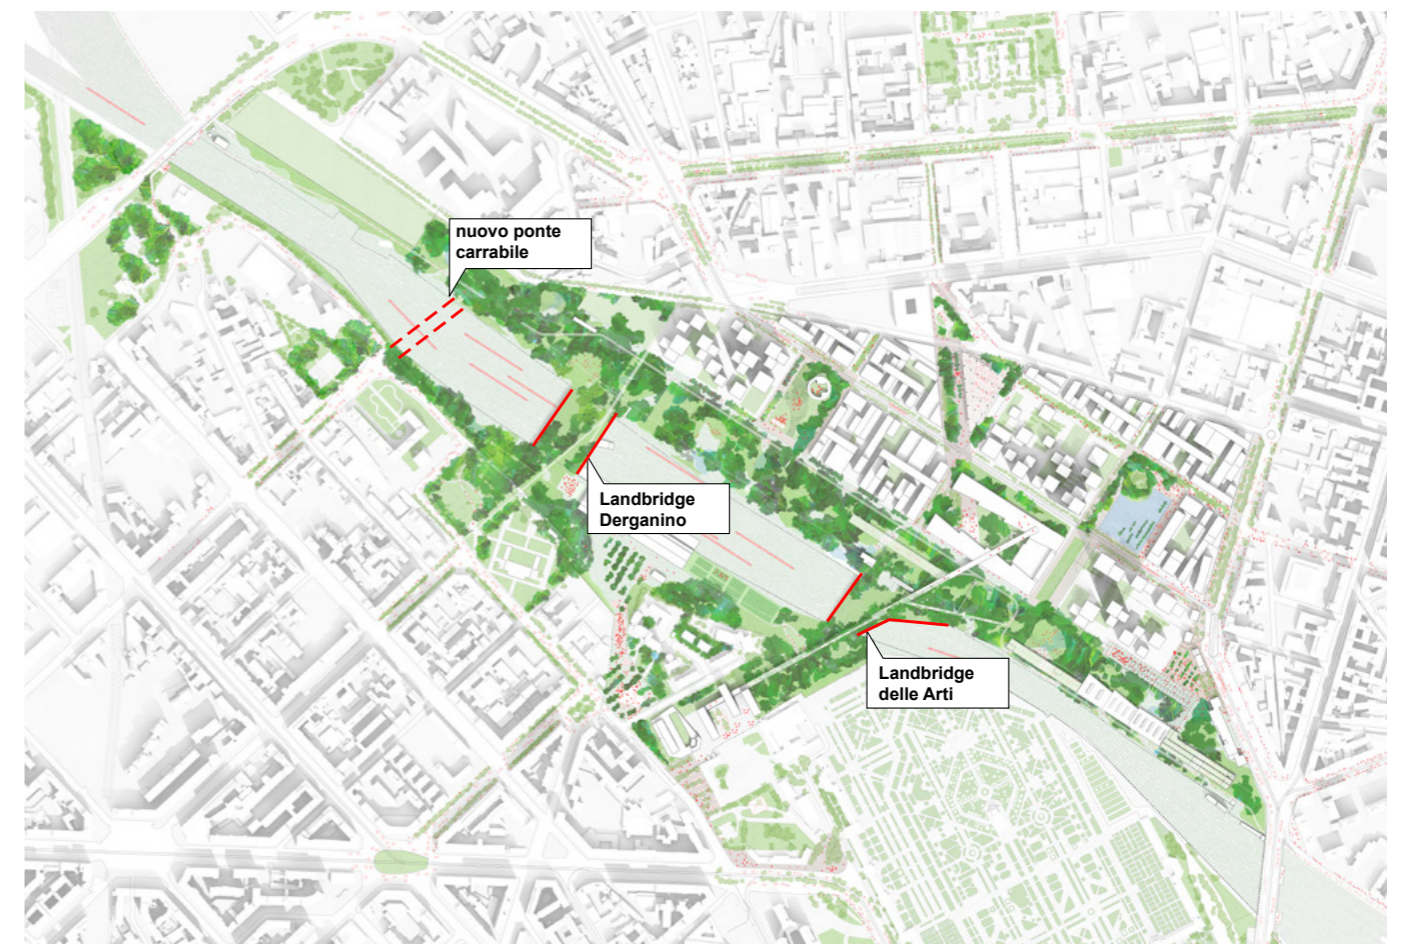 nuovo ponte
carrabile
Landbridge
Derganino
Landbridge
delle Arti